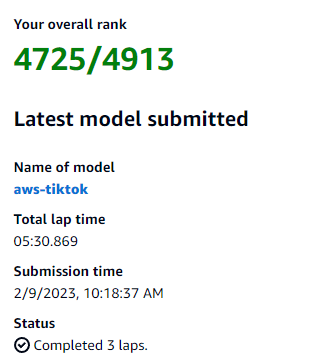 Your overall rank
4725/4913
Latest model submitted
Name of model
aws-tiktok
Total lap time
05:30.869
Submission time
2/9/2023, 10:18:37 AM
Status
Completed 3 laps.